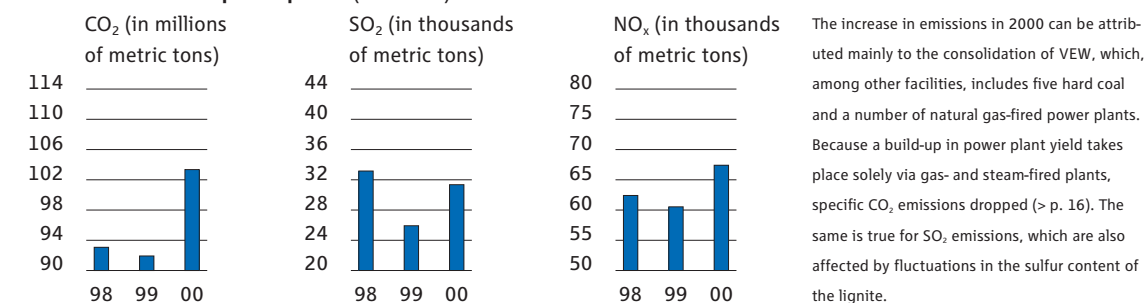 CO₂ (in millions
of metric tons)
114
110
106
102
98
94
90
98 99 00
SO₂ (in thousands
of metric tons)
44
40
36
32
28
24
20
98 99 00
NOₓ (in thousands
of metric tons)
80
75
70
65
60
55
50
98 99 00
The increase in emissions in 2000 can be attrib-
uted mainly to the consolidation of VEW, which,
among other facilities, includes five hard coal
and a number of natural gas-fired power plants.
Because a build-up in power plant yield takes
place solely via gas- and steam-fired plants,
specific CO₂ emissions dropped (> p. 16). The
same is true for SO₂ emissions, which are also
affected by fluctuations in the sulfur content of
the lignite.